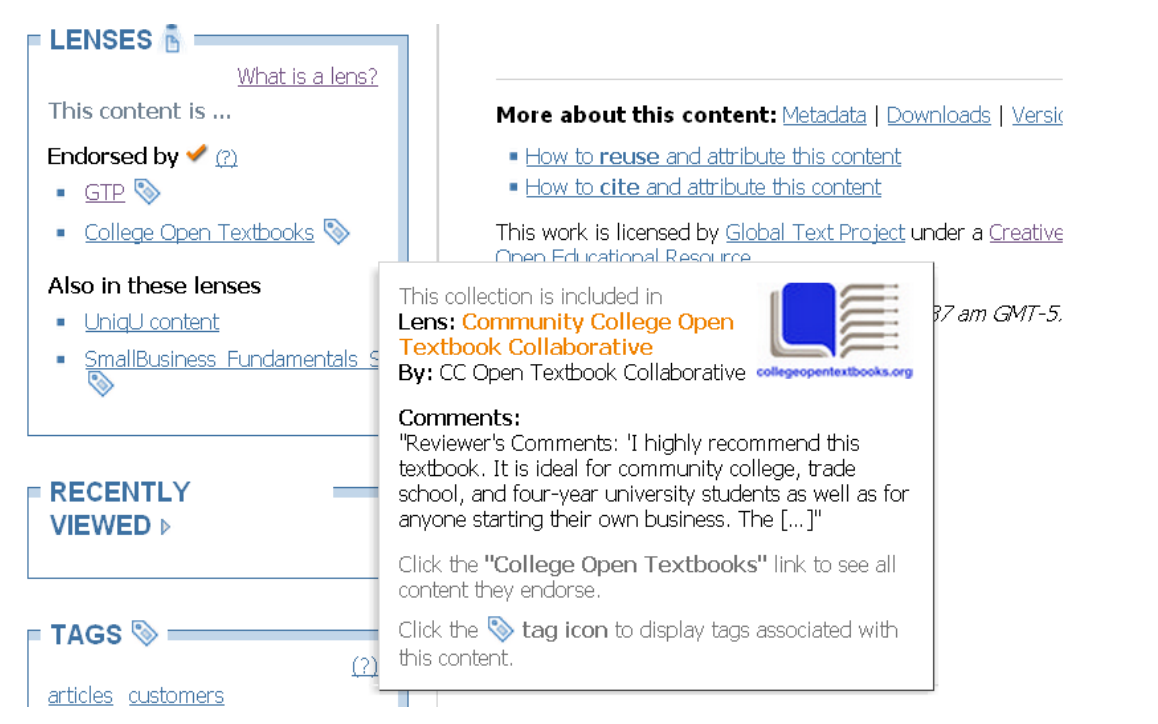 LENSES
What is a lens?
This content is ...
Endorsed by (?)
GTP
College Open Textbooks
Also in these lenses
UniqU content
SmallBusiness Fundamentals S
RECENTLY
VIEWED
TAGS
(?)
articles customers
More about this content: Metadata | Downloads |
How to reuse and attribute this content
How to cite and attribute this content
This work is licensed by Global Text Project under a Creative
Open Educational Resource
37 am GMT-5.
This collection is included in
Lens: Community College Open
Textbook Collaborative
By: CC Open Textbook Collaborative
collegeopentextbooks.org
Comments:
"Reviewer's Comments: 'I highly recommend this
textbook. It is ideal for community college, trade
school, and four-year university students as well as for
anyone starting their own business. The [...]"
Click the "College Open Textbooks" link to see all
content they endorse.
Click the tag icon to display tags associated with
this content.